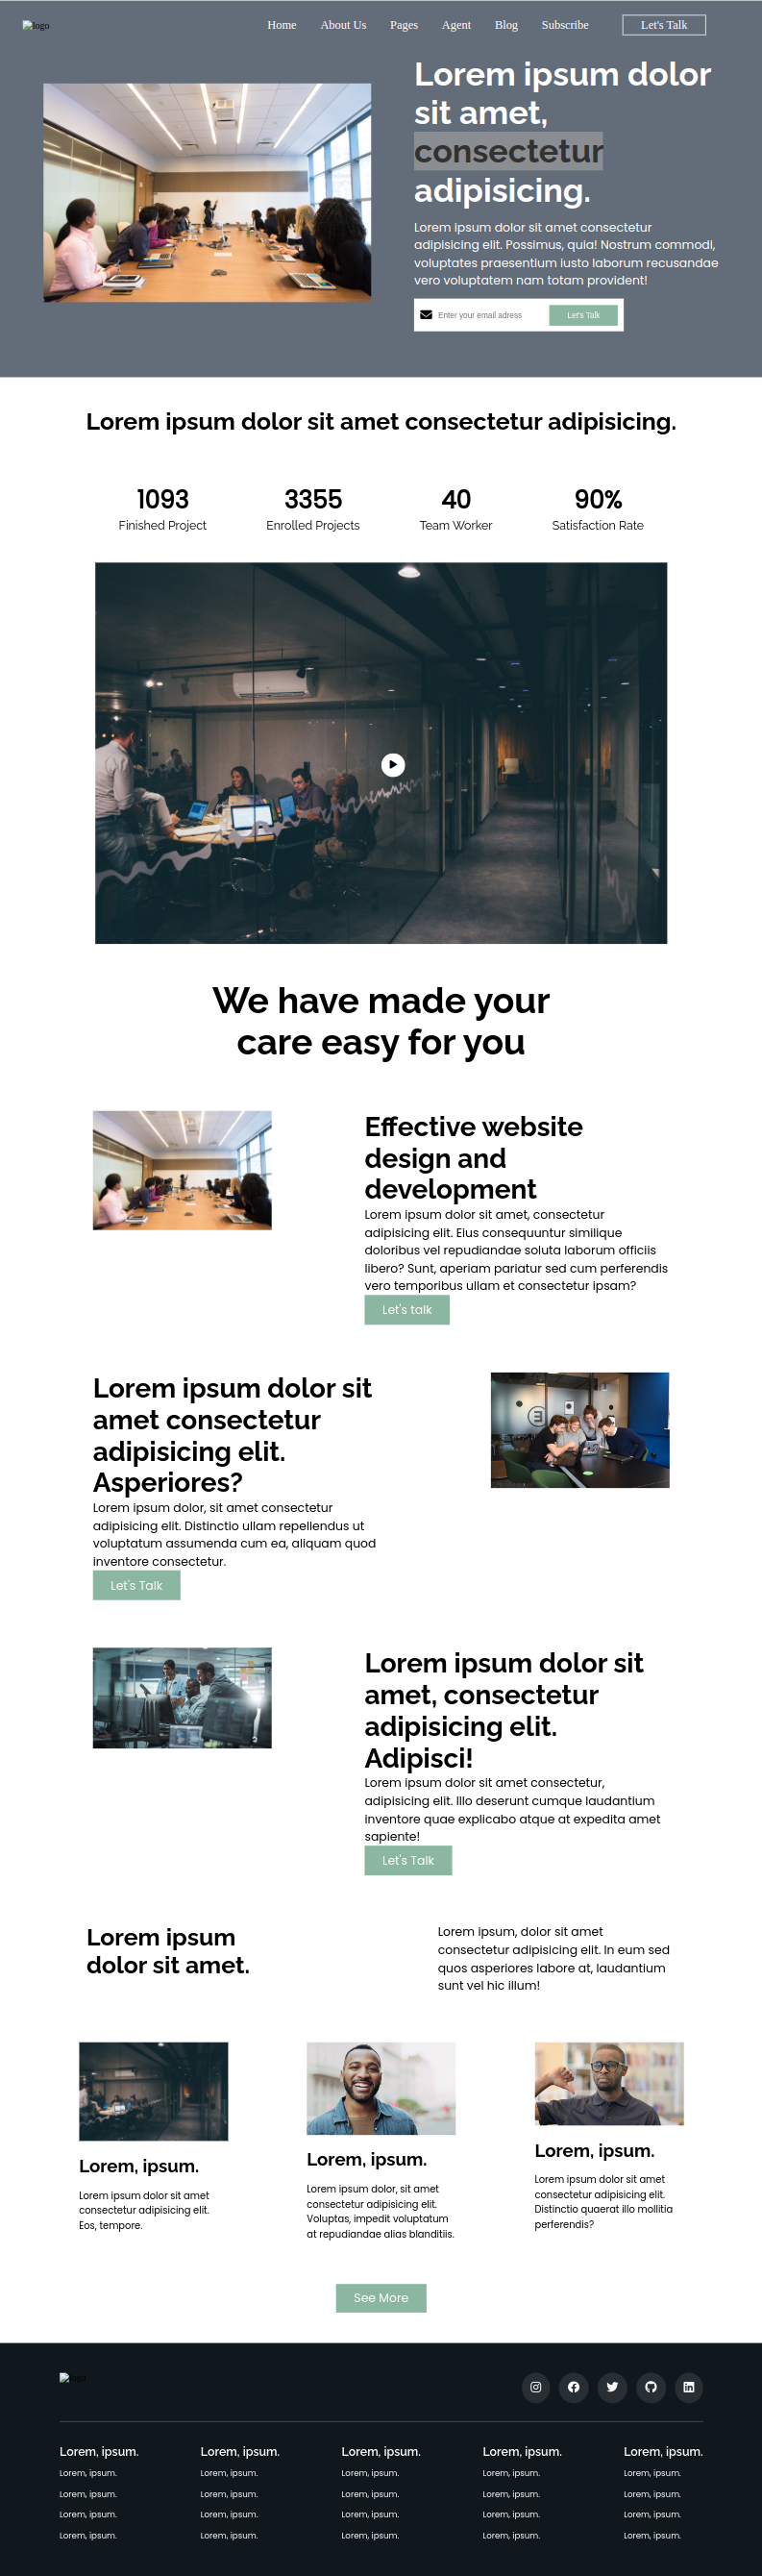 logo
Home About Us Pages Agent Blog Subscribe Let's Talk
Lorem ipsum dolor
sit amet,
consectetur
adipisicing.
Lorem ipsum dolor sit amet consectetur
adipisicing elit. Possimus, quia! Nostrum commodi,
voluptates praesentium iusto laborum recusandae
vero voluptatem nam totam provident!
Enter your email adress Let's Talk
Lorem ipsum dolor sit amet consectetur adipisicing.
1093 3355 40 90%
Finished Project Enrolled Projects Team Worker Satisfaction Rate
We have made your
care easy for you
Effective website
design and
development
Lorem ipsum dolor sit amet, consectetur
adipisicing elit. Eius consequuntur similique
doloribus vel repudiandae soluta laborum officiis
libero? Sunt, aperiam pariatur sed cum perferendis
vero temporibus ullam et consectetur ipsam?
Let's talk
Lorem ipsum dolor sit
amet consectetur
adipisicing elit.
Asperiores?
Lorem ipsum dolor, sit amet consectetur
adipisicing elit. Distinctio ullam repellendus ut
voluptatum assumenda cum ea, aliquam quod
inventore consectetur.
Let's Talk
Lorem ipsum dolor sit
amet, consectetur
adipisicing elit.
Adipisci!
Lorem ipsum dolor sit amet consectetur,
adipisicing elit. Illo deserunt cumque laudantium
inventore quae explicabo atque at expedita amet
sapiente!
Let's Talk
Lorem ipsum
dolor sit amet.
Lorem ipsum, dolor sit amet
consectetur adipisicing elit. In eum sed
quos asperiores labore at, laudantium
sunt vel hic illum!
Lorem, ipsum.
Lorem ipsum dolor sit amet
consectetur adipisicing elit.
Eos, tempore.
Lorem, ipsum.
Lorem ipsum dolor, sit amet
consectetur adipisicing elit.
Voluptas, impedit voluptatum
at repudiandae alias blanditiis.
Lorem, ipsum.
Lorem ipsum dolor sit amet
consectetur adipisicing elit.
Distinctio quaerat illo mollitia
perferendis?
See More
logo
Lorem, ipsum. Lorem, ipsum. Lorem, ipsum. Lorem, ipsum. Lorem, ipsum.
Lorem, ipsum. Lorem, ipsum. Lorem, ipsum. Lorem, ipsum. Lorem, ipsum.
Lorem, ipsum. Lorem, ipsum. Lorem, ipsum. Lorem, ipsum. Lorem, ipsum.
Lorem, ipsum. Lorem, ipsum. Lorem, ipsum. Lorem, ipsum. Lorem, ipsum.
Lorem, ipsum. Lorem, ipsum. Lorem, ipsum. Lorem, ipsum. Lorem, ipsum.